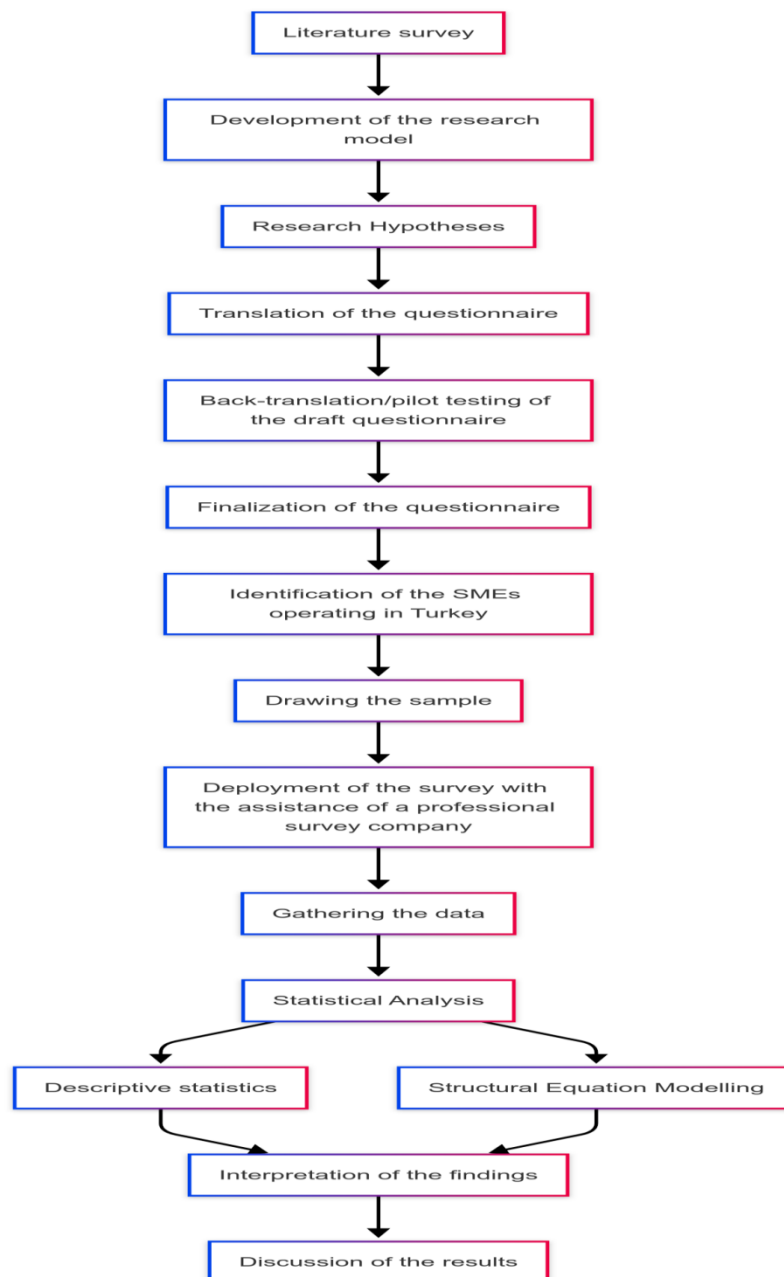 Literature survey
Development of the research
model
Research Hypotheses
Translation of the questionnaire
Back-translation/pilot testing of
the draft questionnaire
Finalization of the questionnaire
Identification of the SMEs
operating in Turkey
Drawing the sample
Deployment of the survey with
the assistance of a professional
survey company
Gathering the data
Statistical Analysis
Descriptive statistics
Structural Equation Modelling
Interpretation of the findings
Discussion of the results